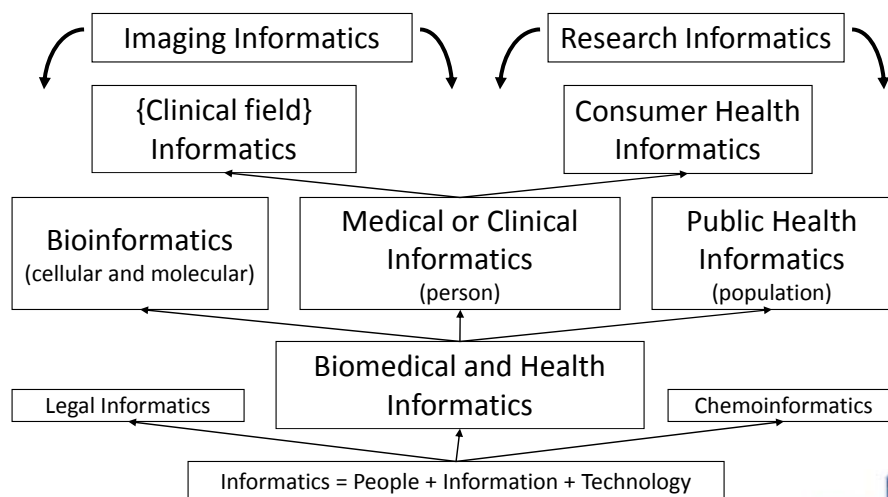 Imaging Informatics
Research Informatics
{Clinical field}
Informatics
Consumer Health
Informatics
Bioinformatics
(cellular and molecular)
Medical or Clinical
Informatics
(person)
Public Health
Informatics
(population)
Biomedical and Health
Informatics
Legal Informatics
Chemoinformatics
Informatics = People + Information + Technology